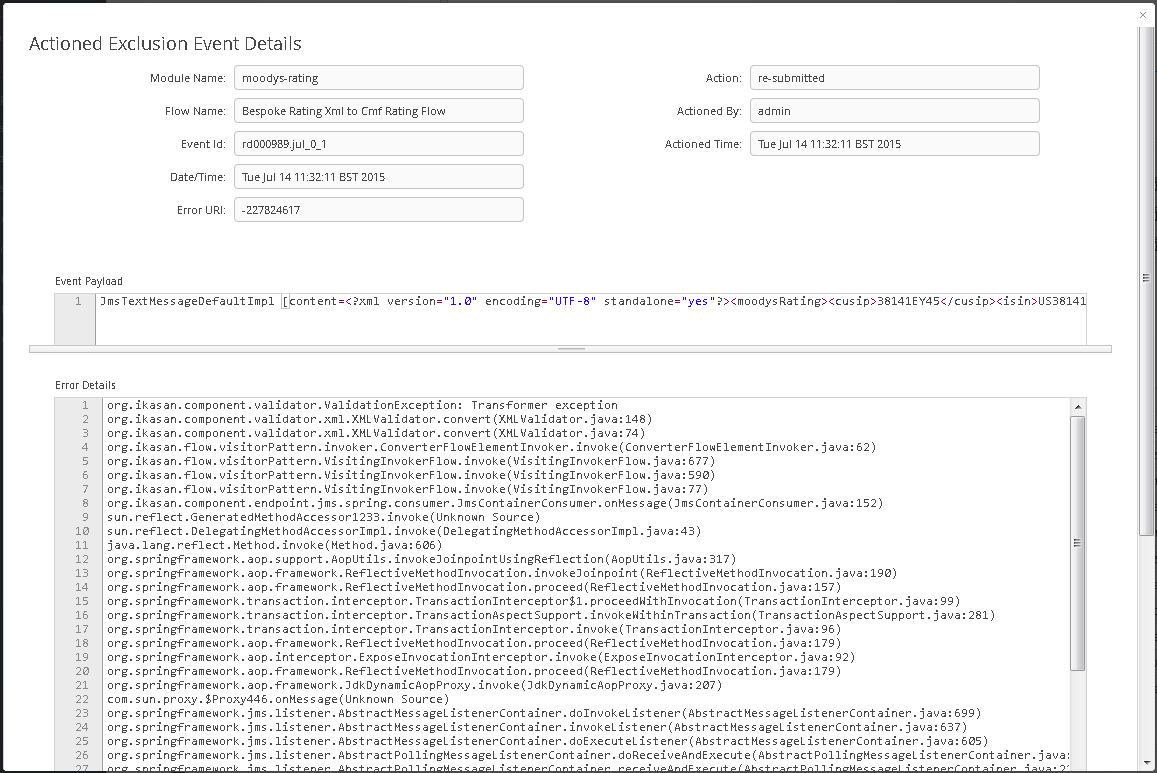 Actioned Exclusion Event Details
Module Name: moodys-rating
Action: re-submitted
Flow Name: Bespoke Rating Xml to Cmf Rating Flow
Actioned By: admin
Event Id: rd000989.jul_0_1
Actioned Time: Tue Jul 14 11:32:11 BST 2015
Date/Time: Tue Jul 14 11:32:11 BST 2015
Error URI: -227824617
Event Payload
1 JmsTextMessageDefaultImpl [content=<?xml version="1.0" encoding="UTF-8" standalone="yes"?><moodysRating><cusip>38141EY45</cusip><isin>US38141
Error Details
1 org.ikasan.component.validator.ValidationException: Transformer exception
2 org.ikasan.component.validator.xml.XMLValidator.convert(XMLValidator.java:148)
3 org.ikasan.component.validator.xml.XMLValidator.convert(XMLValidator.java:74)
4 org.ikasan.flow.visitorPattern.invoker.ConverterFlowElementInvoker.invoke(ConverterFlowElementInvoker.java:62)
5 org.ikasan.flow.visitorPattern.VisitingInvokerFlow.invoke(VisitingInvokerFlow.java:677)
6 org.ikasan.flow.visitorPattern.VisitingInvokerFlow.invoke(VisitingInvokerFlow.java:590)
7 org.ikasan.flow.visitorPattern.VisitingInvokerFlow.invoke(VisitingInvokerFlow.java:77)
8 org.ikasan.component.endpoint.jms.spring.consumer.JmsContainerConsumer.onMessage(JmsContainerConsumer.java:152)
9 sun.reflect.GeneratedMethodAccessor1233.invoke(Unknown Source)
10 sun.reflect.DelegatingMethodAccessorImpl.invoke(DelegatingMethodAccessorImpl.java:43)
11 java.lang.reflect.Method.invoke(Method.java:606)
12 org.springframework.aop.support.AopUtils.invokeJoinpointUsingReflection(AopUtils.java:317)
13 org.springframework.aop.framework.ReflectiveMethodInvocation.invokeJoinpoint(ReflectiveMethodInvocation.java:190)
14 org.springframework.aop.framework.ReflectiveMethodInvocation.proceed(ReflectiveMethodInvocation.java:157)
15 org.springframework.transaction.interceptor.TransactionInterceptor$1.proceedWithInvocation(TransactionInterceptor.java:99)
16 org.springframework.transaction.interceptor.TransactionAspectSupport.invokeWithinTransaction(TransactionAspectSupport.java:281)
17 org.springframework.transaction.interceptor.TransactionInterceptor.invoke(TransactionInterceptor.java:96)
18 org.springframework.aop.framework.ReflectiveMethodInvocation.proceed(ReflectiveMethodInvocation.java:179)
19 org.springframework.aop.interceptor.ExposeInvocationInterceptor.invoke(ExposeInvocationInterceptor.java:92)
20 org.springframework.aop.framework.ReflectiveMethodInvocation.proceed(ReflectiveMethodInvocation.java:179)
21 org.springframework.aop.framework.JdkDynamicAopProxy.invoke(JdkDynamicAopProxy.java:207)
22 com.sun.proxy.$Proxy446.onMessage(Unknown Source)
23 org.springframework.jms.listener.AbstractMessageListenerContainer.doInvokeListener(AbstractMessageListenerContainer.java:699)
24 org.springframework.jms.listener.AbstractMessageListenerContainer.invokeListener(AbstractMessageListenerContainer.java:637)
25 org.springframework.jms.listener.AbstractMessageListenerContainer.doExecuteListener(AbstractMessageListenerContainer.java:605)
26 org.springframework.jms.listener.AbstractPollingMessageListenerContainer.doReceiveAndExecute(AbstractPollingMessageListenerContainer.java:
27 org.springframework.jms.listener.AbstractPollingMessageListenerContainer.receiveAndExecute(AbstractPollingMessageListenerContainer.java:2